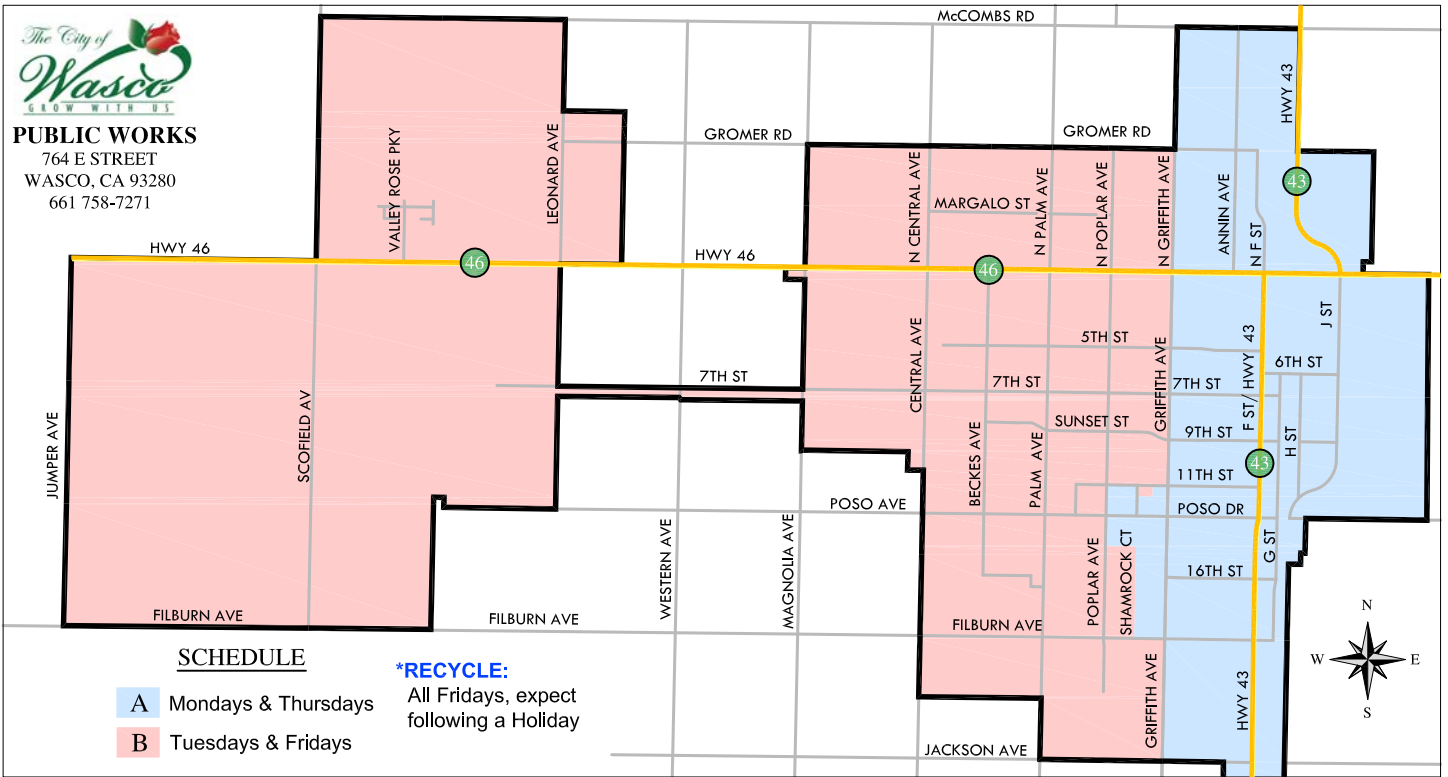 The City of
Wasco
GROW WITH US
PUBLIC WORKS
764 E STREET
WASCO, CA 93280
661 758-7271
McCOMBS RD
HWY 43
GROMER RD
GROMER RD
VALLEY ROSE PKY
LEONARD AVE
N CENTRAL AVE
MARGALO ST
N PALM AVE
N POPLAR AVE
N GRIFFITH AVE
ANNIN AVE
N F ST
43
HWY 46
46
HWY 46
46
J ST
5TH ST
F ST/ HWY 43
6TH ST
CENTRAL AVE
GRIFFITH AVE
7TH ST
7TH ST
7TH ST
JUMPER AVE
SCOFIELD AV
BECKES AVE
SUNSET ST
PALM AVE
9TH ST
H ST
43
11TH ST
POSO AVE
POSO DR
WESTERN AVE
MAGNOLIA AVE
POPLAR AVE
SHAMROCK CT
G ST
16TH ST
FILBURN AVE
FILBURN AVE
FILBURN AVE
N
W
E
S
SCHEDULE
A Mondays & Thursdays
B Tuesdays & Fridays
*RECYCLE:
All Fridays, expect
following a Holiday
GRIFFITH AVE
HWY 43
JACKSON AVE